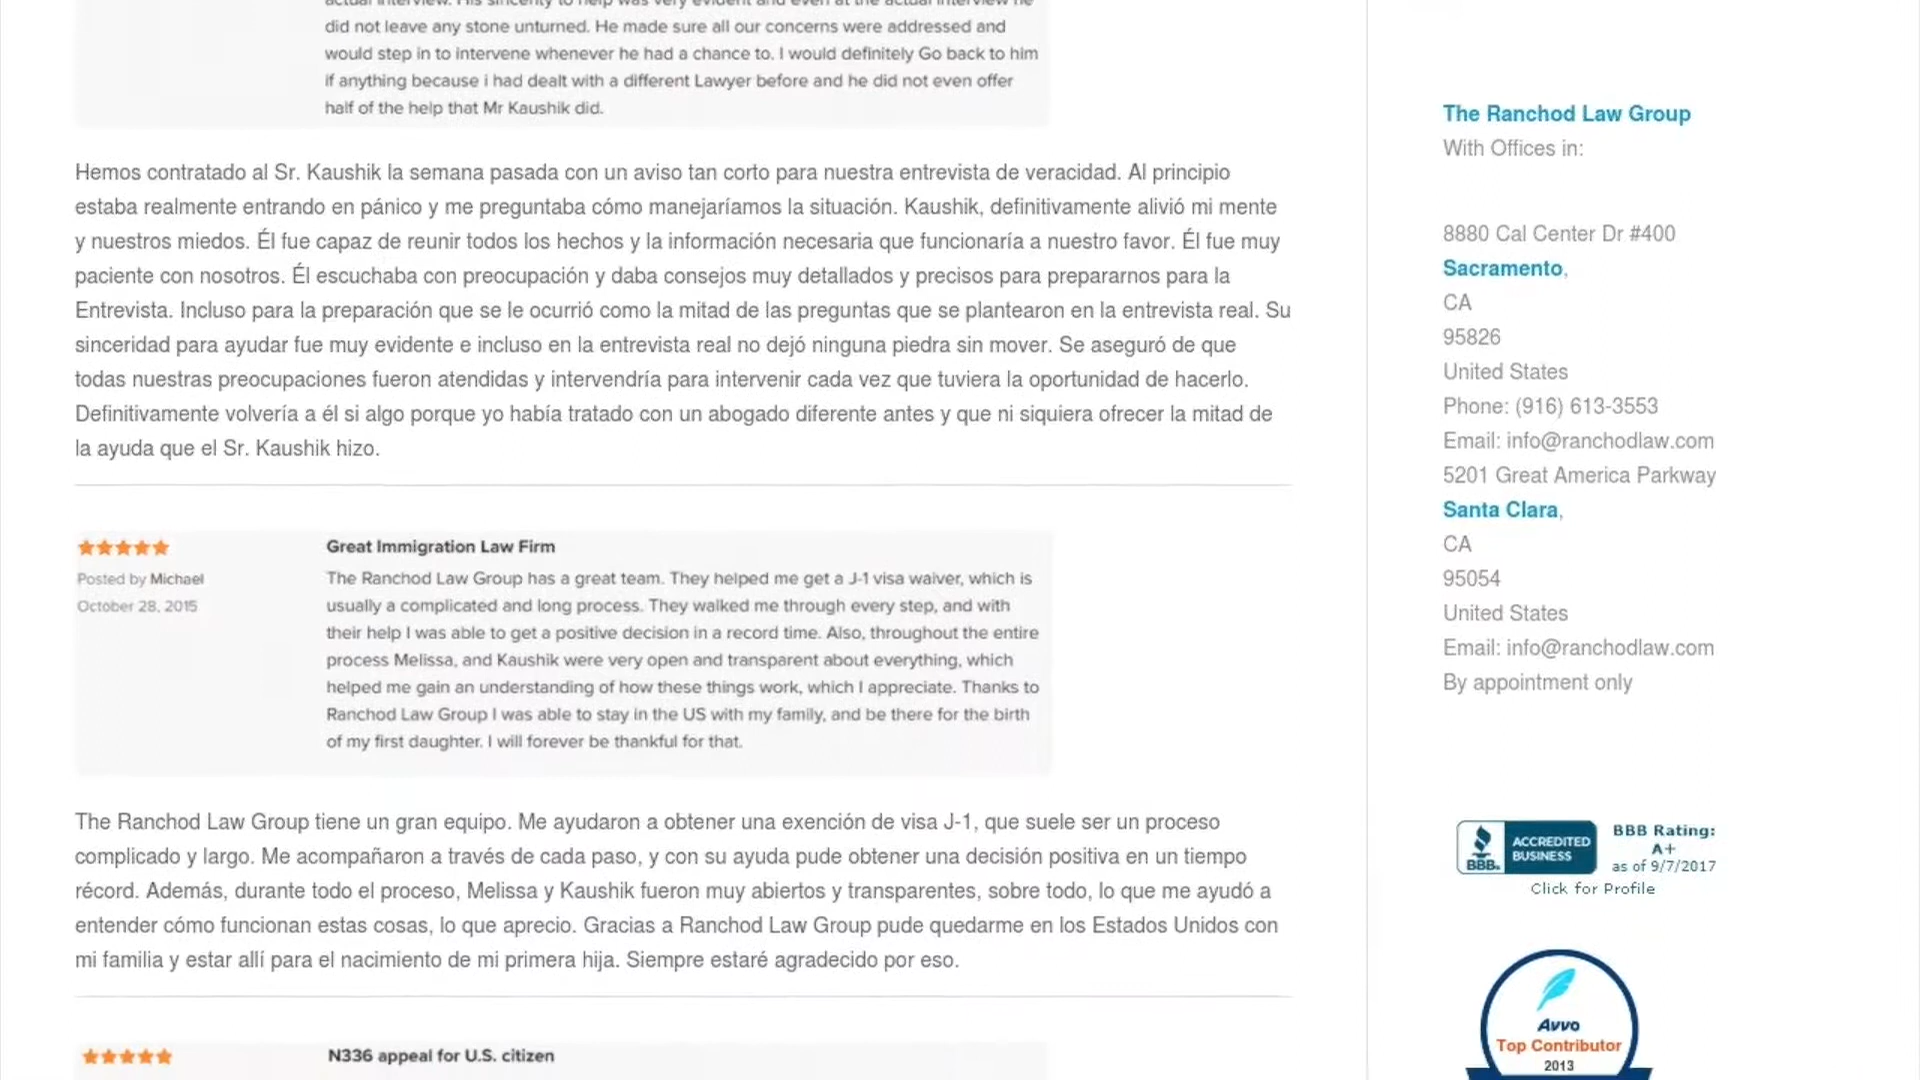 actual interview. His sincerity to help was very evident and even at the actual interview he
did not leave any stone unturned. He made sure all our concerns were addressed and
would step in to intervene whenever he had a chance to. I would definitely Go back to him
if anything because i had dealt with a different Lawyer before and he did not even offer
half of the help that Mr Kaushik did.
Hemos contratado al Sr. Kaushik la semana pasada con un aviso tan corto para nuestra entrevista de veracidad. Al principio
estaba realmente entrando en pánico y me preguntaba cómo manejaríamos la situación. Kaushik, definitivamente alivió mi mente
y nuestros miedos. Él fue capaz de reunir todos los hechos y la información necesaria que funcionaría a nuestro favor. Él fue muy
paciente con nosotros. Él escuchaba con preocupación y daba consejos muy detallados y precisos para prepararnos para la
Entrevista. Incluso para la preparación que se le ocurrió como la mitad de las preguntas que se plantearon en la entrevista real. Su
sinceridad para ayudar fue muy evidente e incluso en la entrevista real no dejó ninguna piedra sin mover. Se aseguró de que
todas nuestras preocupaciones fueron atendidas y intervendría para intervenir cada vez que tuviera la oportunidad de hacerlo.
Definitivamente volvería a él si algo porque yo había tratado con un abogado diferente antes y que ni siquiera ofrecer la mitad de
la ayuda que el Sr. Kaushik hizo.
Posted by Michael
October 28, 2015
Great Immigration Law Firm
The Ranchod Law Group has a great team. They helped me get a J-1 visa waiver, which is
usually a complicated and long process. They walked me through every step, and with
their help I was able to get a positive decision in a record time. Also, throughout the entire
process Melissa, and Kaushik were very open and transparent about everything, which
helped me gain an understanding of how these things work, which I appreciate. Thanks to
Ranchod Law Group I was able to stay in the US with my family, and be there for the birth
of my first daughter. I will forever be thankful for that.
The Ranchod Law Group tiene un gran equipo. Me ayudaron a obtener una exención de visa J-1, que suele ser un proceso
complicado y largo. Me acompañaron a través de cada paso, y con su ayuda pude obtener una decisión positiva en un tiempo
récord. Además, durante todo el proceso, Melissa y Kaushik fueron muy abiertos y transparentes, sobre todo, lo que me ayudó a
entender cómo funcionan estas cosas, lo que aprecio. Gracias a Ranchod Law Group pude quedarme en los Estados Unidos con
mi familia y estar allí para el nacimiento de mi primera hija. Siempre estaré agradecido por eso.
N336 appeal for U.S. citizen
The Ranchod Law Group
With Offices in:
8880 Cal Center Dr #400
Sacramento,
CA
95826
United States
Phone: (916) 613-3553
Email: info@ranchodlaw.com
5201 Great America Parkway
Santa Clara,
CA
95054
United States
Email: info@ranchodlaw.com
By appointment only
BBB.
ACCREDITED
BUSINESS
BBB Rating:
A+
as of 9/7/2017
Click for Profile
Avvo
Top Contributor
2013